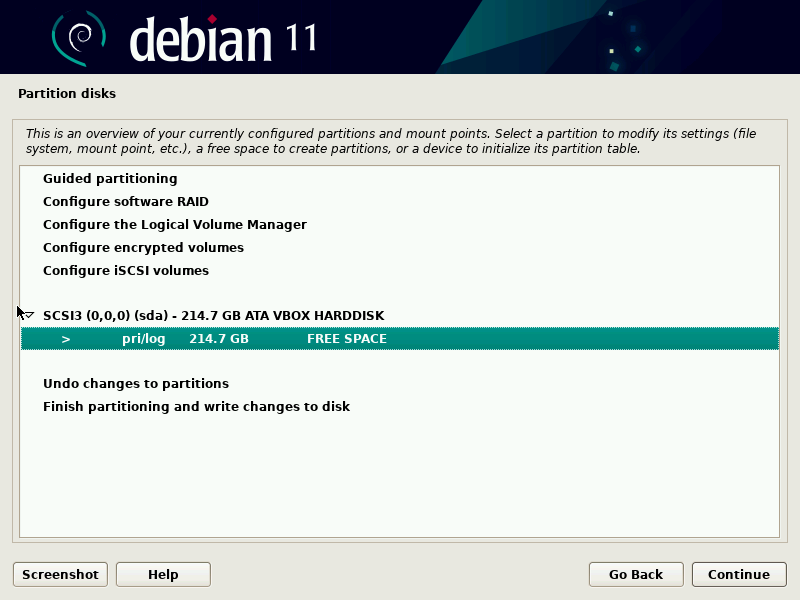 debian 11
Partition disks
This is an overview of your currently configured partitions and mount points. Select a partition to modify its settings (file
system, mount point, etc.), a free space to create partitions, or a device to initialize its partition table.
Guided partitioning
Configure software RAID
Configure the Logical Volume Manager
Configure encrypted volumes
Configure iSCSI volumes
SCSI3 (0,0,0) (sda) - 214.7 GB ATA VBOX HARDDISK
> pri/log 214.7 GB FREE SPACE
Undo changes to partitions
Finish partitioning and write changes to disk
Screenshot Help Go Back Continue